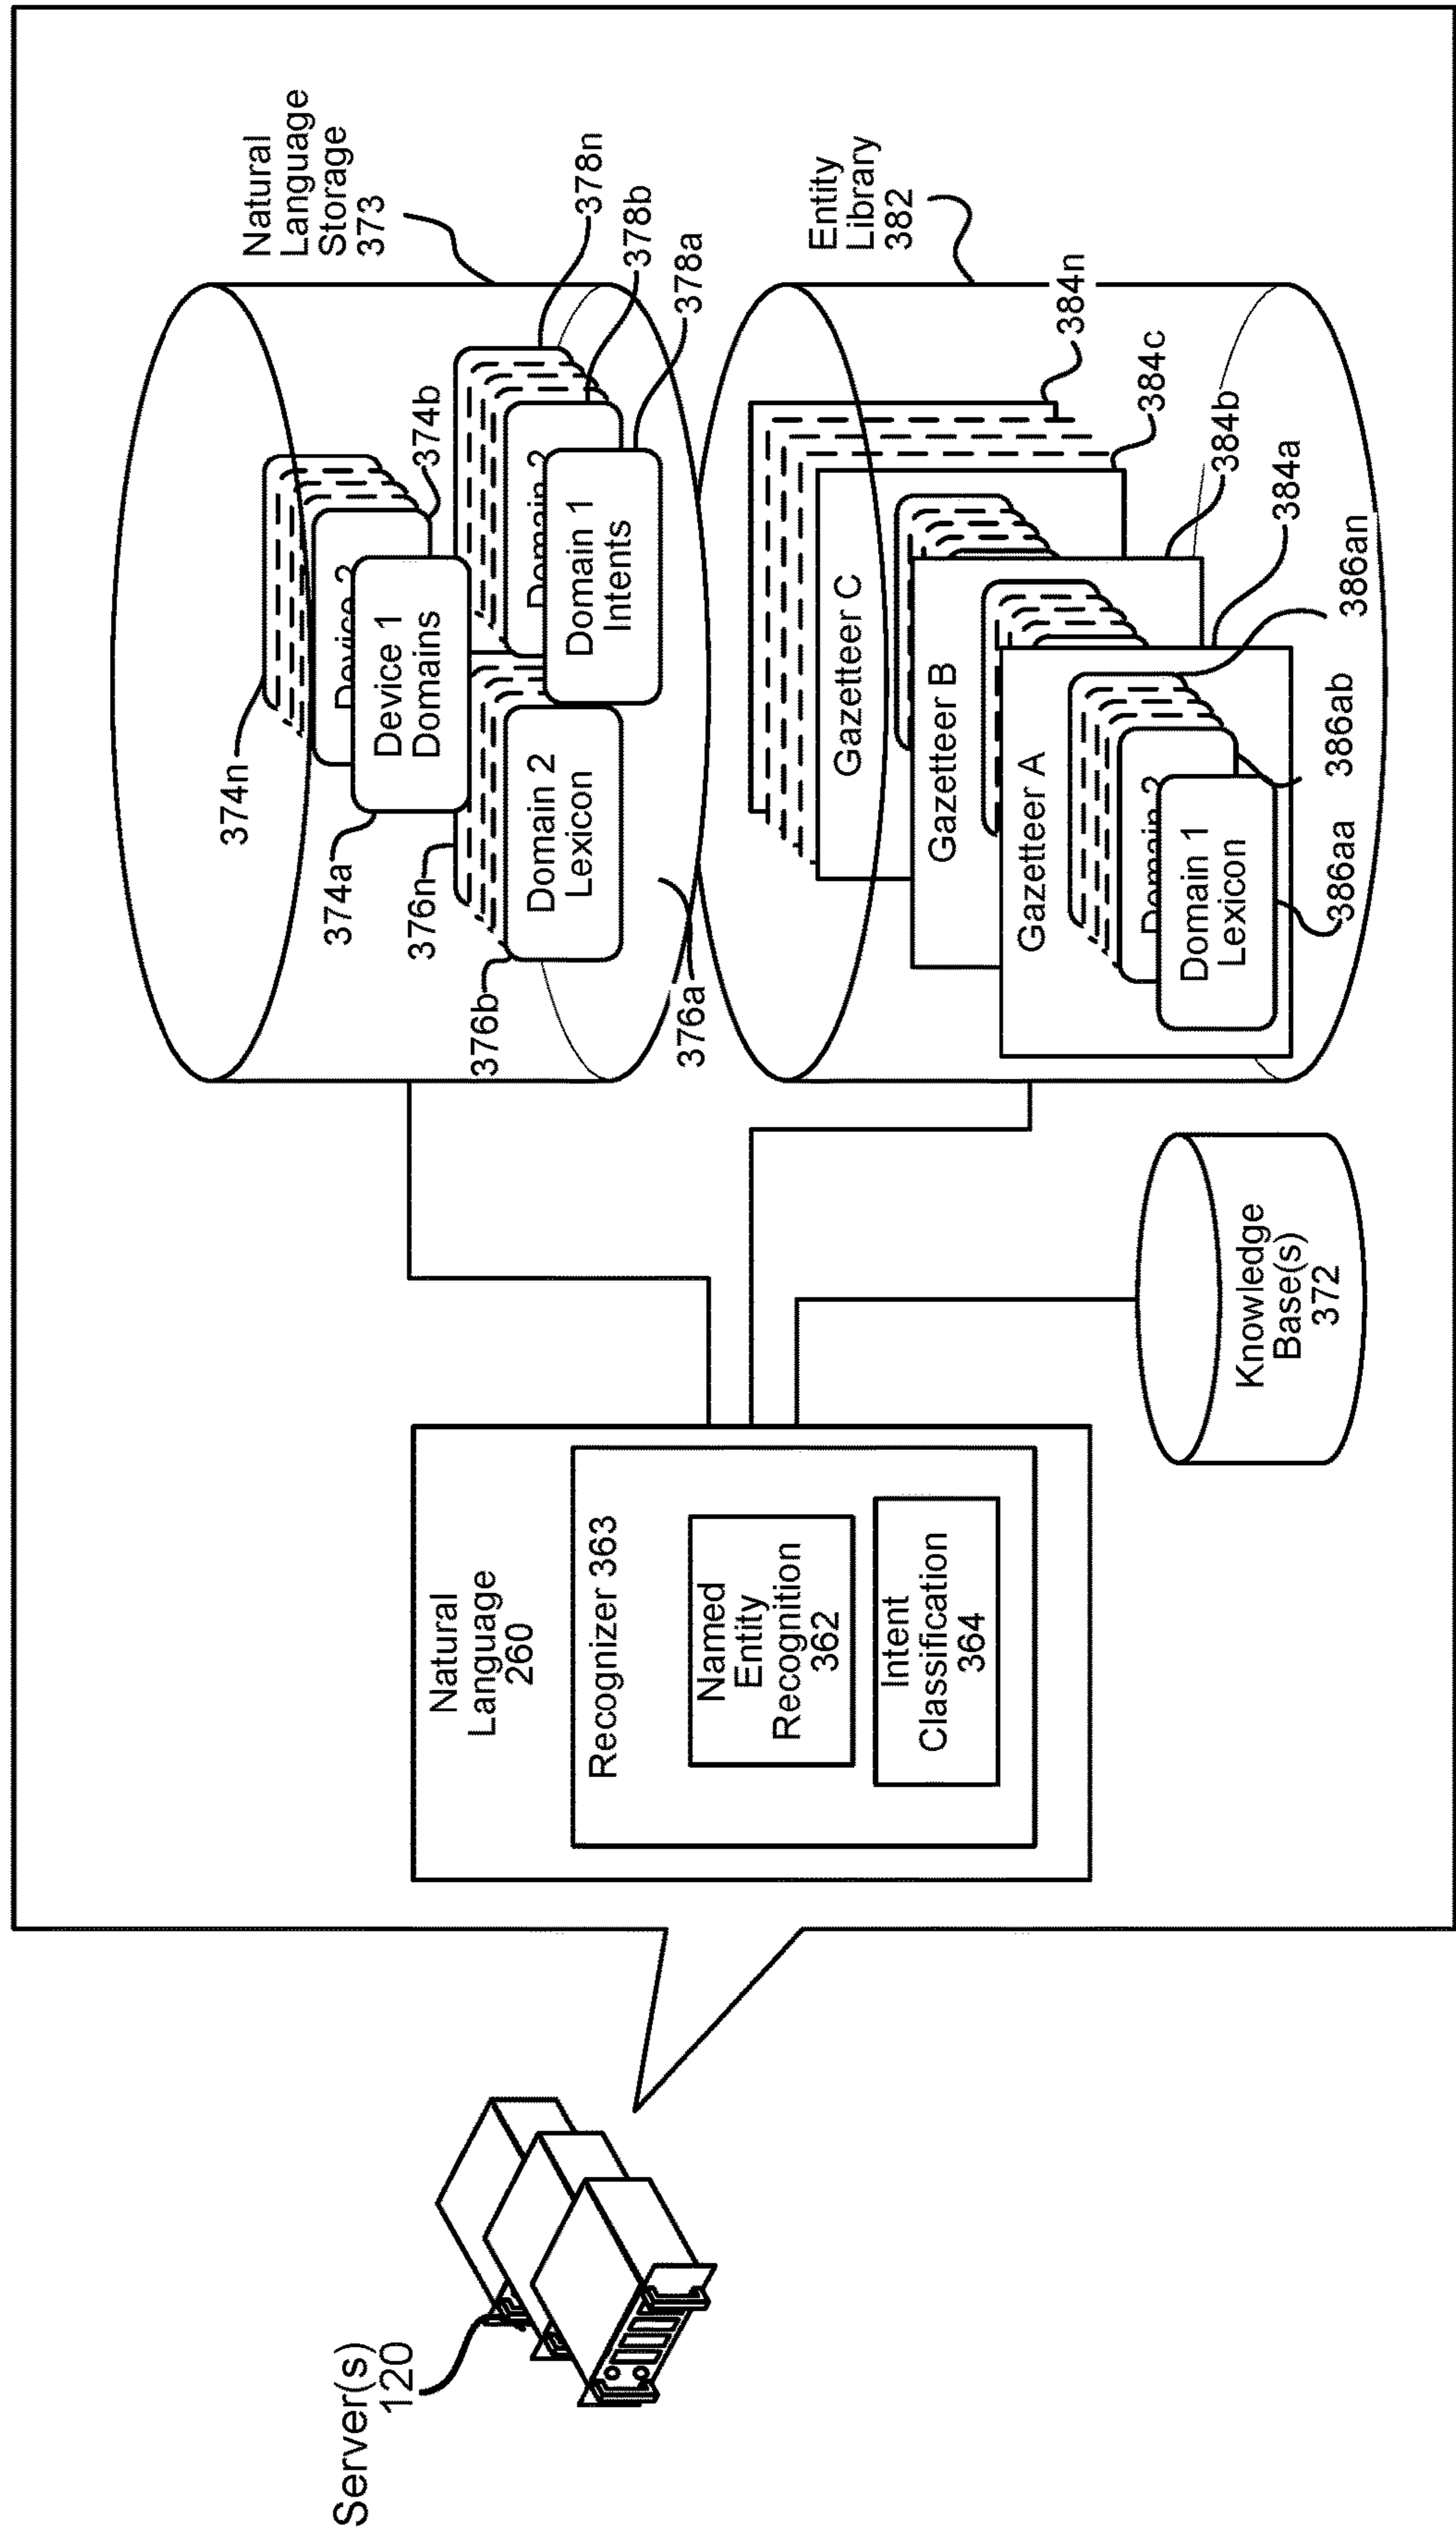 Server(s)
120
Natural
Language
260
Recognizer 363
Named
Entity
Recognition
362
Intent
Classification
364
Knowledge
Base(s)
372
Natural
Language
Storage
373
374n
374a
374b
Device 2
Device 1
Domains
376n
376b
376a
Domain 2
Lexicon
378n
378b
378a
Domain 2
Domain 1
Intents
Entity
Library
382
384n
384c
384b
384a
Gazetteer C
Gazetteer B
Gazetteer A
Domain 2
Domain 1
Lexicon
386an
386ab
386aa